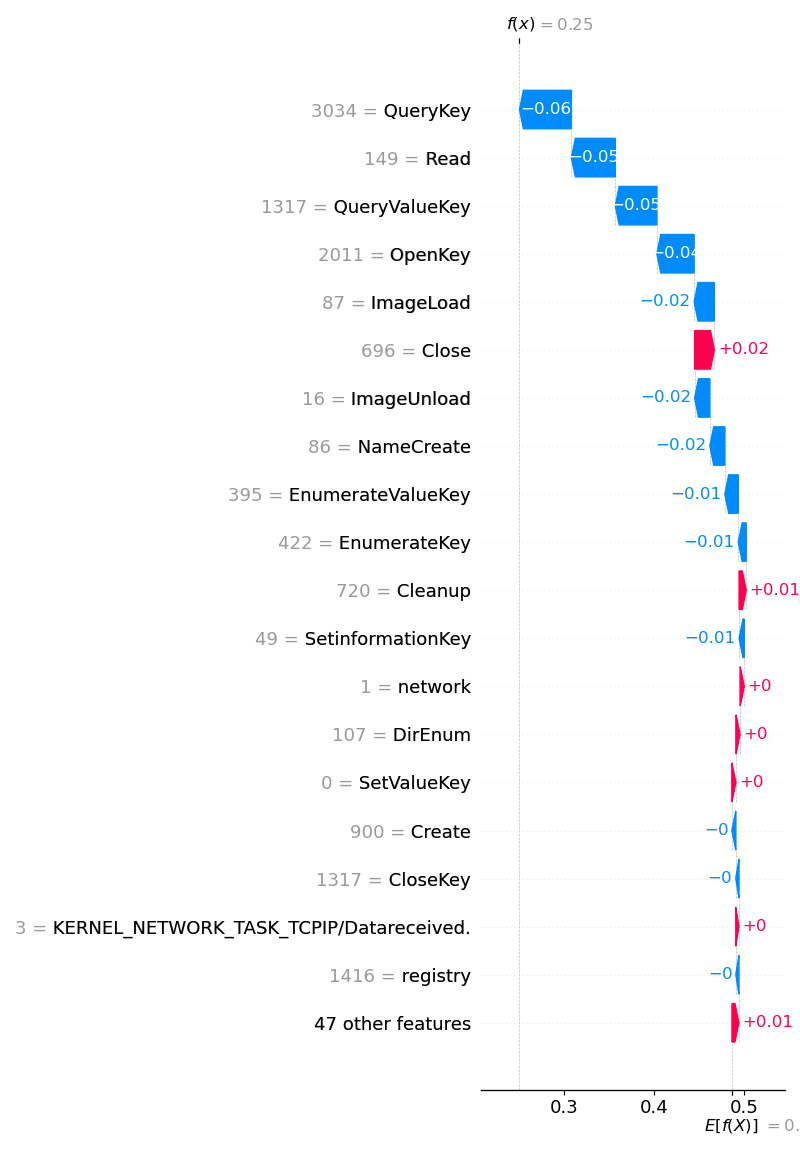 f(x) = 0.25
3034 = QueryKey −0.06
149 = Read −0.05
1317 = QueryValueKey −0.05
2011 = OpenKey −0.04
87 = ImageLoad −0.02
696 = Close +0.02
16 = ImageUnload −0.02
86 = NameCreate −0.02
395 = EnumerateValueKey −0.01
422 = EnumerateKey −0.01
720 = Cleanup +0.01
49 = SetinformationKey −0.01
1 = network +0
107 = DirEnum +0
0 = SetValueKey +0
900 = Create −0
1317 = CloseKey −0
3 = KERNEL_NETWORK_TASK_TCPIP/Datareceived. +0
1416 = registry −0
47 other features +0.01
0.3 0.4 0.5
E[f(X)] = 0.